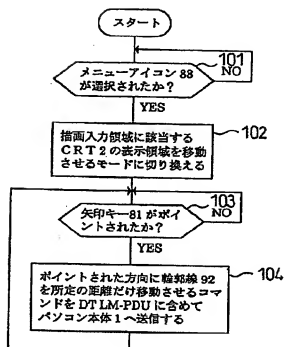 スタート
101
メニューアイコン88
が選択されたか？
NO
YES
描画入力領域に該当する
CRT2の表示領域を移動
させるモードに切り換える
102
103
矢印キー81がポイ
ントされたか？
NO
YES
104
ポイントされた方向に輪郭線92
を所定の距離だけ移動させるコマ
ンドをDTLM-PDUに含めて
パソコン本体1へ送信する